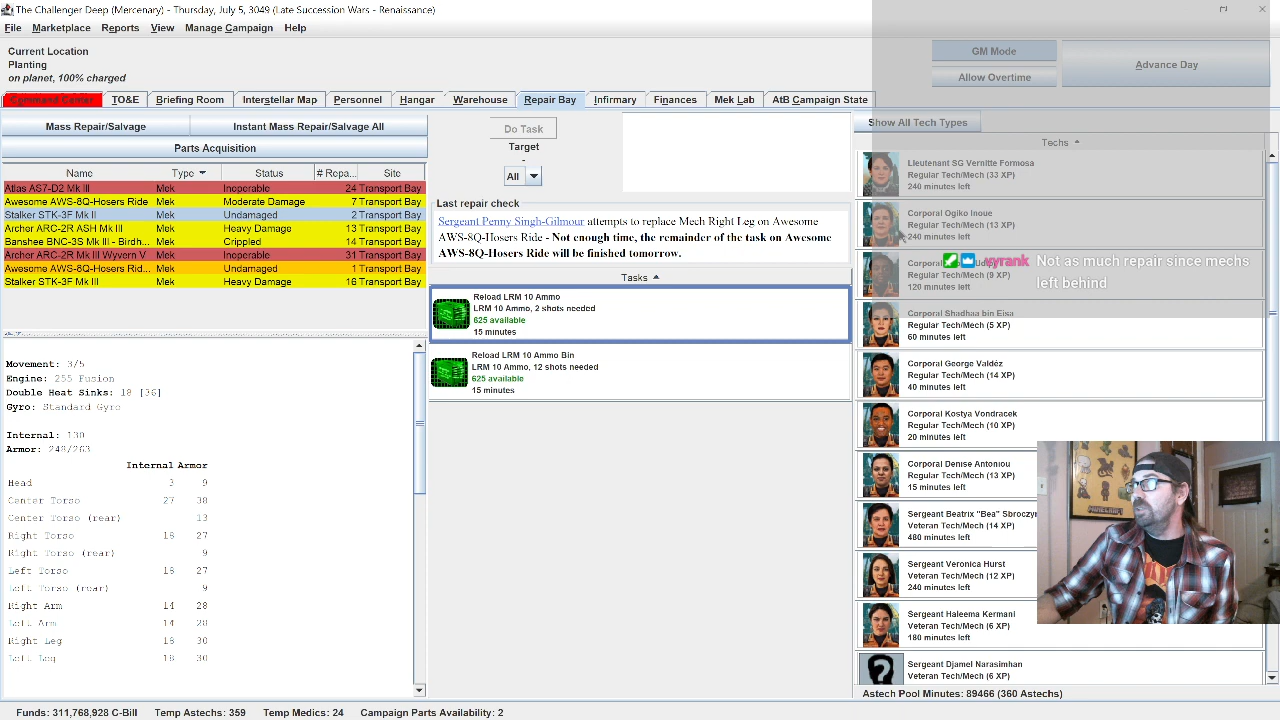 The Challenger Deep (Mercenary) - Thursday, July 5, 3049 (Late Succession Wars - Renaissance)
File Marketplace Reports View Manage Campaign Help
Current Location
Planting
on planet, 100% charged
GM Mode
Allow Overtime
Advance Day
Command Center TO&E Briefing Room Interstellar Map Personnel Hangar Warehouse Repair Bay Infirmary Finances Mek Lab AtB Campaign State
Mass Repair/Salvage Instant Mass Repair/Salvage All
Parts Acquisition
Name Type Status # Repa... Site
Atlas AS7-D2 Mk III Mek Inoperable 24 Transport Bay
Awesome AWS-8Q-Hosers Ride Mek Moderate Damage 7 Transport Bay
Stalker STK-3F Mk II Mek Undamaged 2 Transport Bay
Archer ARC-2R ASH Mk III Mek Heavy Damage 13 Transport Bay
Banshee BNC-3S Mk III - Birdh... Mek Crippled 14 Transport Bay
Archer ARC-2R Mk III Wyvern V Mek Inoperable 31 Transport Bay
Awesome AWS-8Q-Hosers Rid... Mek Undamaged 1 Transport Bay
Stalker STK-3F Mk III Mek Heavy Damage 16 Transport Bay
Movement: 3/5
Engine: 255 Fusion
Double Heat Sinks: 18 [36]
Gyro: Standard Gyro
Internal: 130
Armor: 248/263
Internal Armor
Head 3 9
Center Torso 27 38
Center Torso (rear) 13
Right Torso 18 27
Right Torso (rear) 9
Left Torso 18
Left Torso (rear) 9
Right Arm 28
Left Arm 28
Right Leg 18 30
Left Leg 30
Do Task
Target
-
All
Last repair check
Sergeant Penny Singh-Gilmour attempts to replace Mech Right Leg on Awesome
AWS-8Q-Hosers Ride - Not enough time, the remainder of the task on Awesome
AWS-8Q-Hosers Ride will be finished tomorrow.
Tasks
Reload LRM 10 Ammo
LRM 10 Ammo, 2 shots needed
625 available
15 minutes
Reload LRM 10 Ammo Bin
LRM 10 Ammo, 12 shots needed
625 available
15 minutes
Show All Tech Types
Techs
Lieutenant SG Vernitte Formosa
Regular Tech/Mech (33 XP)
240 minutes left
Corporal Ogiko Inoue
Regular Tech/Mech (13 XP)
240 minutes left
Regular Tech/Mech (9 XP)
120 minutes left
vyrank Not as much repair since mechs
left behind
Corporal Shadhaa bin Eisa
Regular Tech/Mech (5 XP)
60 minutes left
Corporal George Valdéz
Regular Tech/Mech (14 XP)
40 minutes left
Corporal Kostya Vondracek
Regular Tech/Mech (10 XP)
20 minutes left
Corporal Denise Antoniou
Regular Tech/Mech (13 XP)
15 minutes left
Sergeant Beatrix "Bea" Sbroczyn
Veteran Tech/Mech (14 XP)
480 minutes left
Sergeant Veronica Hurst
Veteran Tech/Mech (12 XP)
240 minutes left
Sergeant Haleema Kermani
Veteran Tech/Mech (6 XP)
180 minutes left
Sergeant Djamel Narasimhan
Veteran Tech/Mech (6 XP)
Astech Pool Minutes: 89466 (360 Astechs)
Funds: 311,768,928 C-Bill Temp Astechs: 359 Temp Medics: 24 Campaign Parts Availability: 2